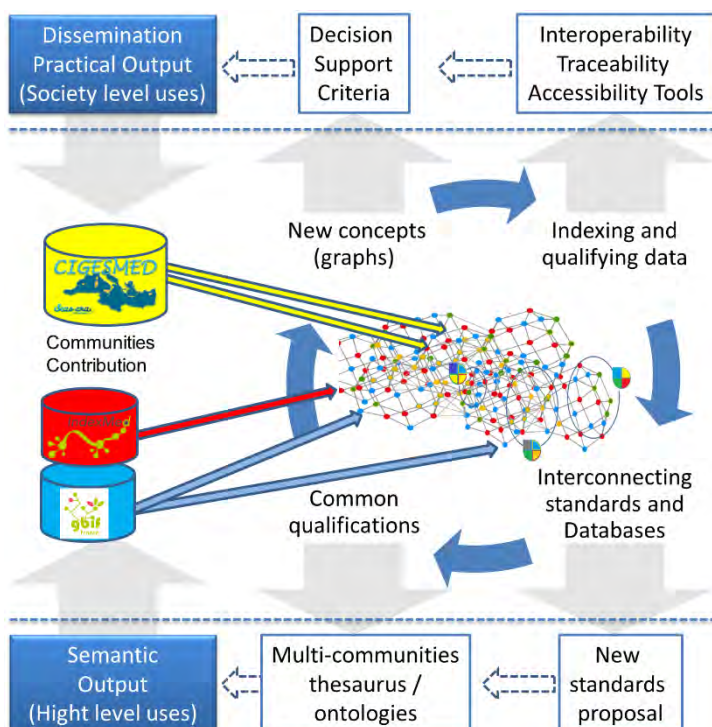 Dissemination
Practical Output
(Society level uses)
Decision
Support
Criteria
Interoperability
Traceability
Accessibility Tools
New concepts
(graphs)
Indexing and
qualifying data
CIGESMED
Communities
Contribution
IndexMed
gbif
Common
qualifications
Interconnecting
standards and
Databases
Semantic
Output
(Hight level uses)
Multi-communities
thesaurus /
ontologies
New
standards
proposal